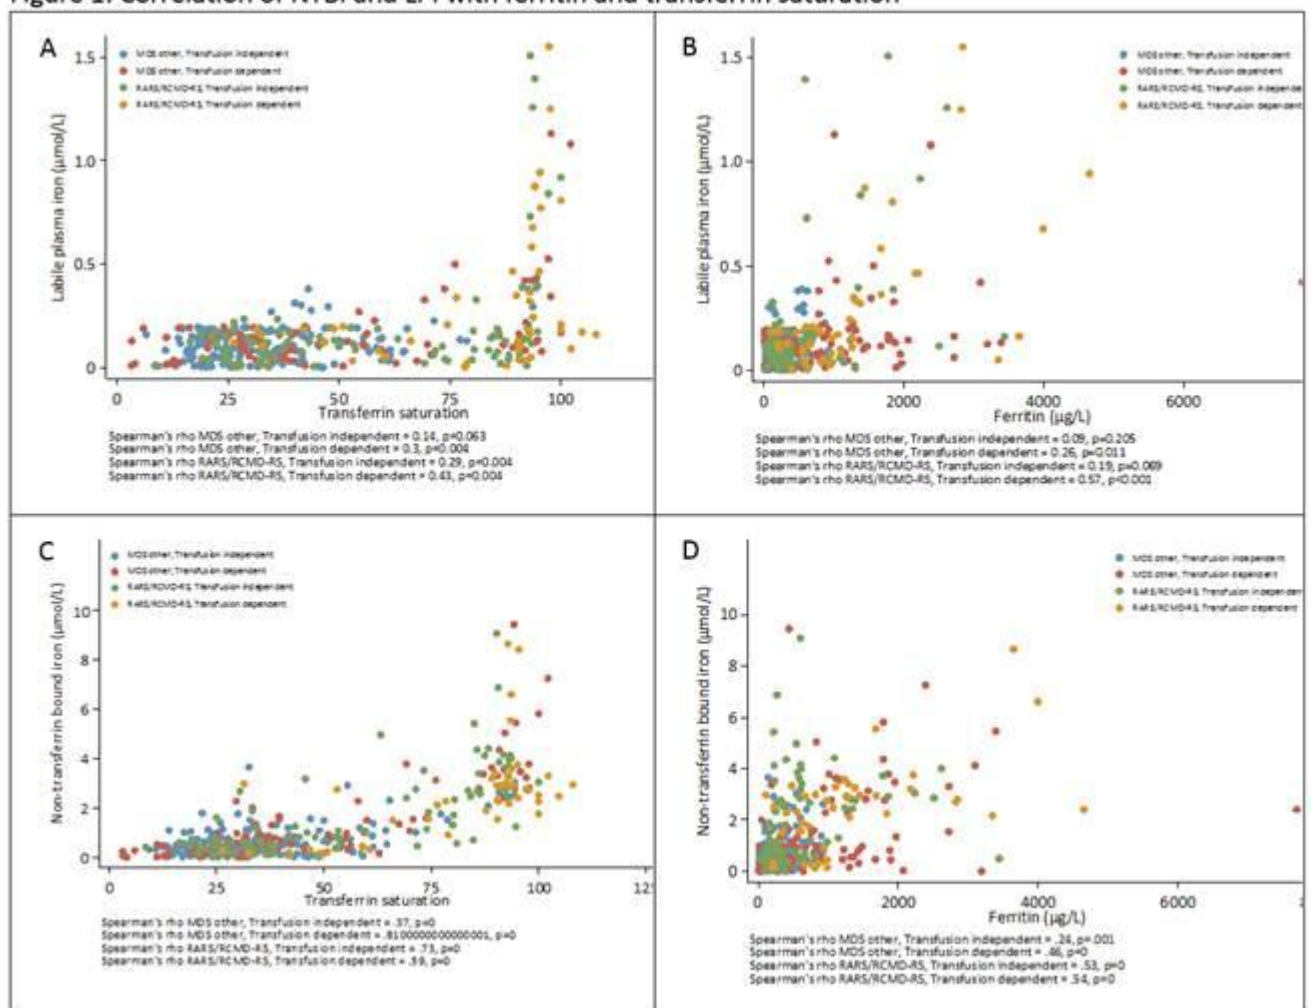 Figure 1: Correlation of NTBI and LPI with ferritin and transferrin saturation
A
MDS other, Transfusion independent
MDS other, Transfusion dependent
RARS/RCMD-RS, Transfusion independent
RARS/RCMD-RS, Transfusion dependent
Labile plasma iron (μmol/L)
1.5
1.0
0.5
0
0 25 50 75 100
Transferrin saturation
Spearman's rho MDS other, Transfusion independent = 0.14, p=0.063
Spearman's rho MDS other, Transfusion dependent = 0.3, p=0.004
Spearman's rho RARS/RCMD-RS, Transfusion independent = 0.29, p=0.004
Spearman's rho RARS/RCMD-RS, Transfusion dependent = 0.43, p=0.004
B
MDS other, Transfusion independent
MDS other, Transfusion dependent
RARS/RCMD-RS, Transfusion independe
RARS/RCMD-RS, Transfusion dependent
Labile plasma iron (μmol/L)
1.5
1.0
0.5
0
0 2000 4000 6000
Ferritin (μg/L)
Spearman's rho MDS other, Transfusion independent = 0.09, p=0.205
Spearman's rho MDS other, Transfusion dependent = 0.26, p=0.011
Spearman's rho RARS/RCMD-RS, Transfusion independent = 0.19, p=0.069
Spearman's rho RARS/RCMD-RS, Transfusion dependent = 0.57, p<0.001
C
MDS other, Transfusion independent
MDS other, Transfusion dependent
RARS/RCMD-RS, Transfusion independent
RARS/RCMD-RS, Transfusion dependent
Non-transferrin bound iron (μmol/L)
10
8
6
4
2
0
0 25 50 75 100 12
Transferrin saturation
Spearman's rho MDS other, Transfusion independent = .37, p=0
Spearman's rho MDS other, Transfusion dependent = .8100000000000001, p=0
Spearman's rho RARS/RCMD-RS, Transfusion independent = .73, p=0
Spearman's rho RARS/RCMD-RS, Transfusion dependent = .59, p=0
D
MDS other, Transfusion independent
MDS other, Transfusion dependent
RARS/RCMD-RS, Transfusion independen
RARS/RCMD-RS, Transfusion dependent
Non-transferrin bound iron (μmol/L)
10
8
6
4
2
0
0 2000 4000 6000
Ferritin (μg/L)
Spearman's rho MDS other, Transfusion independent = .24, p=.001
Spearman's rho MDS other, Transfusion dependent = .46, p=0
Spearman's rho RARS/RCMD-RS, Transfusion independent = .53, p=0
Spearman's rho RARS/RCMD-RS, Transfusion dependent = .54, p=0